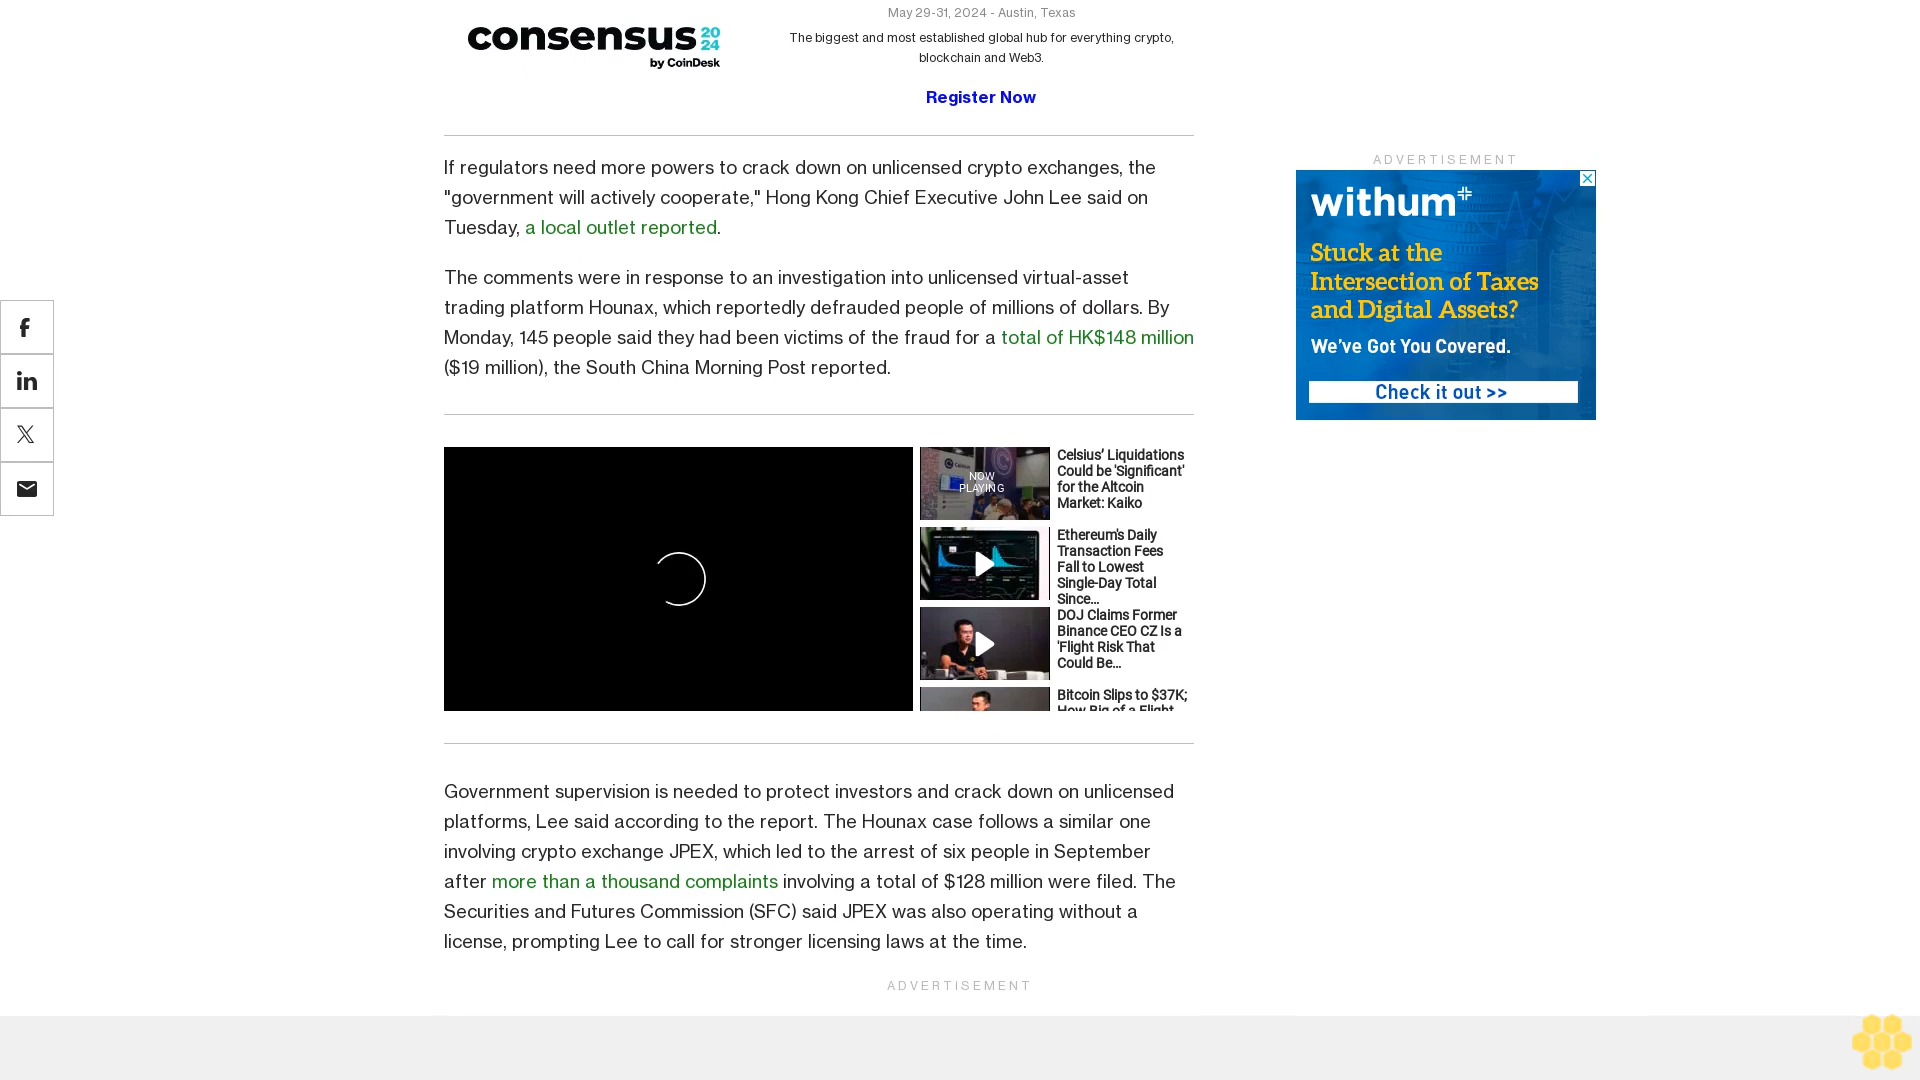 May 29-31, 2024 - Austin, Texas
consensus 20
24
by CoinDesk
The biggest and most established global hub for everything crypto,
blockchain and Web3.
Register Now
If regulators need more powers to crack down on unlicensed crypto exchanges, the
"government will actively cooperate," Hong Kong Chief Executive John Lee said on
Tuesday, a local outlet reported.
The comments were in response to an investigation into unlicensed virtual-asset
trading platform Hounax, which reportedly defrauded people of millions of dollars. By
Monday, 145 people said they had been victims of the fraud for a total of HK$148 million
($19 million), the South China Morning Post reported.
NOW
PLAYING
Celsius’ Liquidations
Could be 'Significant'
for the Altcoin
Market: Kaiko
Ethereum's Daily
Transaction Fees
Fall to Lowest
Single-Day Total
Since...
DOJ Claims Former
Binance CEO CZ Is a
'Flight Risk That
Could Be...
Bitcoin Slips to $37K;
How Big of a Flight
Government supervision is needed to protect investors and crack down on unlicensed
platforms, Lee said according to the report. The Hounax case follows a similar one
involving crypto exchange JPEX, which led to the arrest of six people in September
after more than a thousand complaints involving a total of $128 million were filed. The
Securities and Futures Commission (SFC) said JPEX was also operating without a
license, prompting Lee to call for stronger licensing laws at the time.
ADVERTISEMENT
ADVERTISEMENT
withum
Stuck at the
Intersection of Taxes
and Digital Assets?
We’ve Got You Covered.
Check it out >>